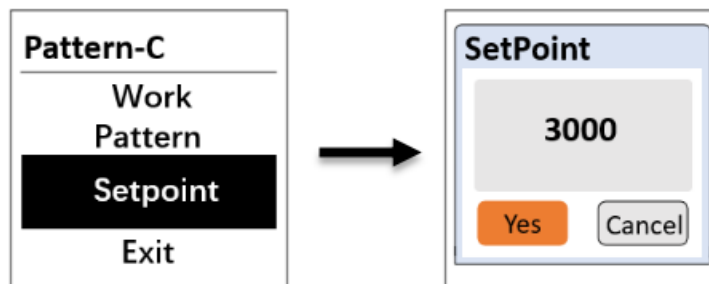 Pattern-C
Work
Pattern
Setpoint
Exit
SetPoint
3000
Yes
Cancel